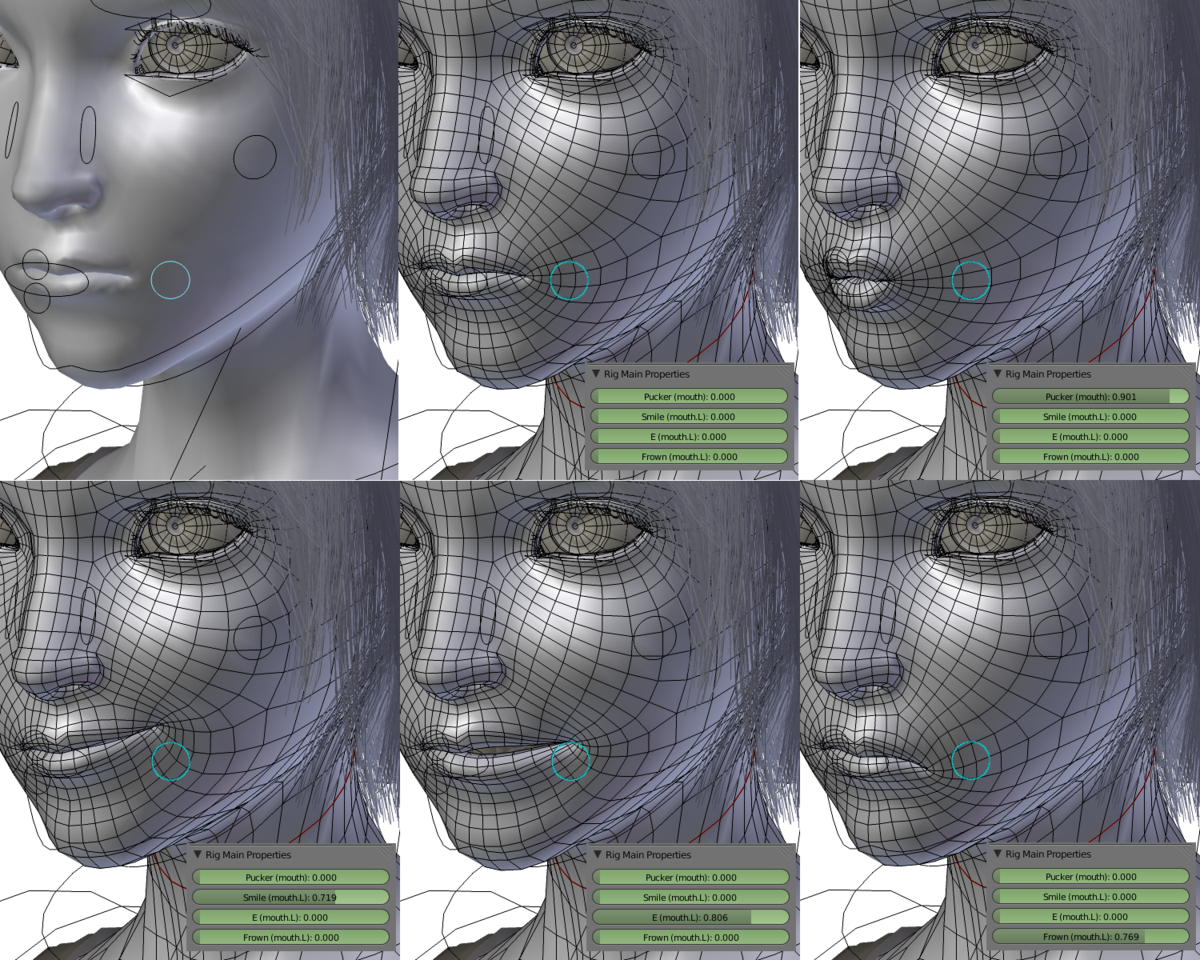 Rig Main Properties
Pucker (mouth): 0.000
Smile (mouth.L): 0.000
E (mouth.L): 0.000
Frown (mouth.L): 0.000
Rig Main Properties
Pucker (mouth): 0.901
Smile (mouth.L): 0.000
E (mouth.L): 0.000
Frown (mouth.L): 0.000
Rig Main Properties
Pucker (mouth): 0.000
Smile (mouth.L): 0.719
E (mouth.L): 0.000
Frown (mouth.L): 0.000
Rig Main Properties
Pucker (mouth): 0.000
Smile (mouth.L): 0.000
E (mouth.L): 0.806
Frown (mouth.L): 0.000
Rig Main Properties
Pucker (mouth): 0.000
Smile (mouth.L): 0.000
E (mouth.L): 0.000
Frown (mouth.L): 0.769